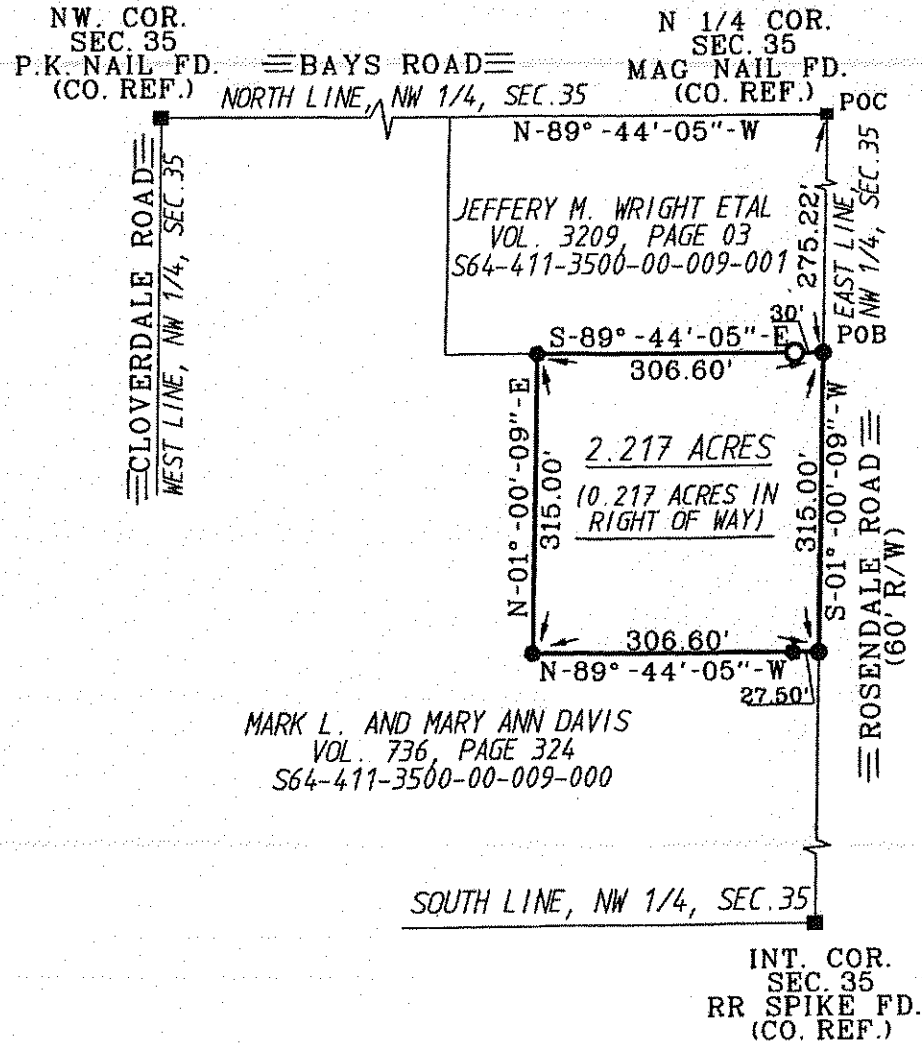 NW. COR.
SEC. 35
P.K. NAIL FD.
(CO. REF.)
BAYS ROAD
N 1/4 COR.
SEC. 35
MAG NAIL FD.
(CO. REF.)
POC
NORTH LINE, NW 1/4, SEC.35
N-89°-44'-05"-W
CLOVERDALE ROAD
WEST LINE, NW 1/4, SEC.35
JEFFERY M. WRIGHT ETAL
VOL. 3209, PAGE 03
S64-411-3500-00-009-001
275.22'
EAST LINE,
NW 1/4, SEC.35
30'
POB
S-89°-44'-05"-E
306.60'
N-01°-00'-09"-E
315.00'
2.217 ACRES
(0.217 ACRES IN
RIGHT OF WAY)
315.00'
S-01°-00'-09"-W
ROSENDALE ROAD
(60' R/W)
306.60'
N-89°-44'-05"-W
27.50'
MARK L. AND MARY ANN DAVIS
VOL. 736, PAGE 324
S64-411-3500-00-009-000
SOUTH LINE, NW 1/4, SEC.35
INT. COR.
SEC. 35
RR SPIKE FD.
(CO. REF.)